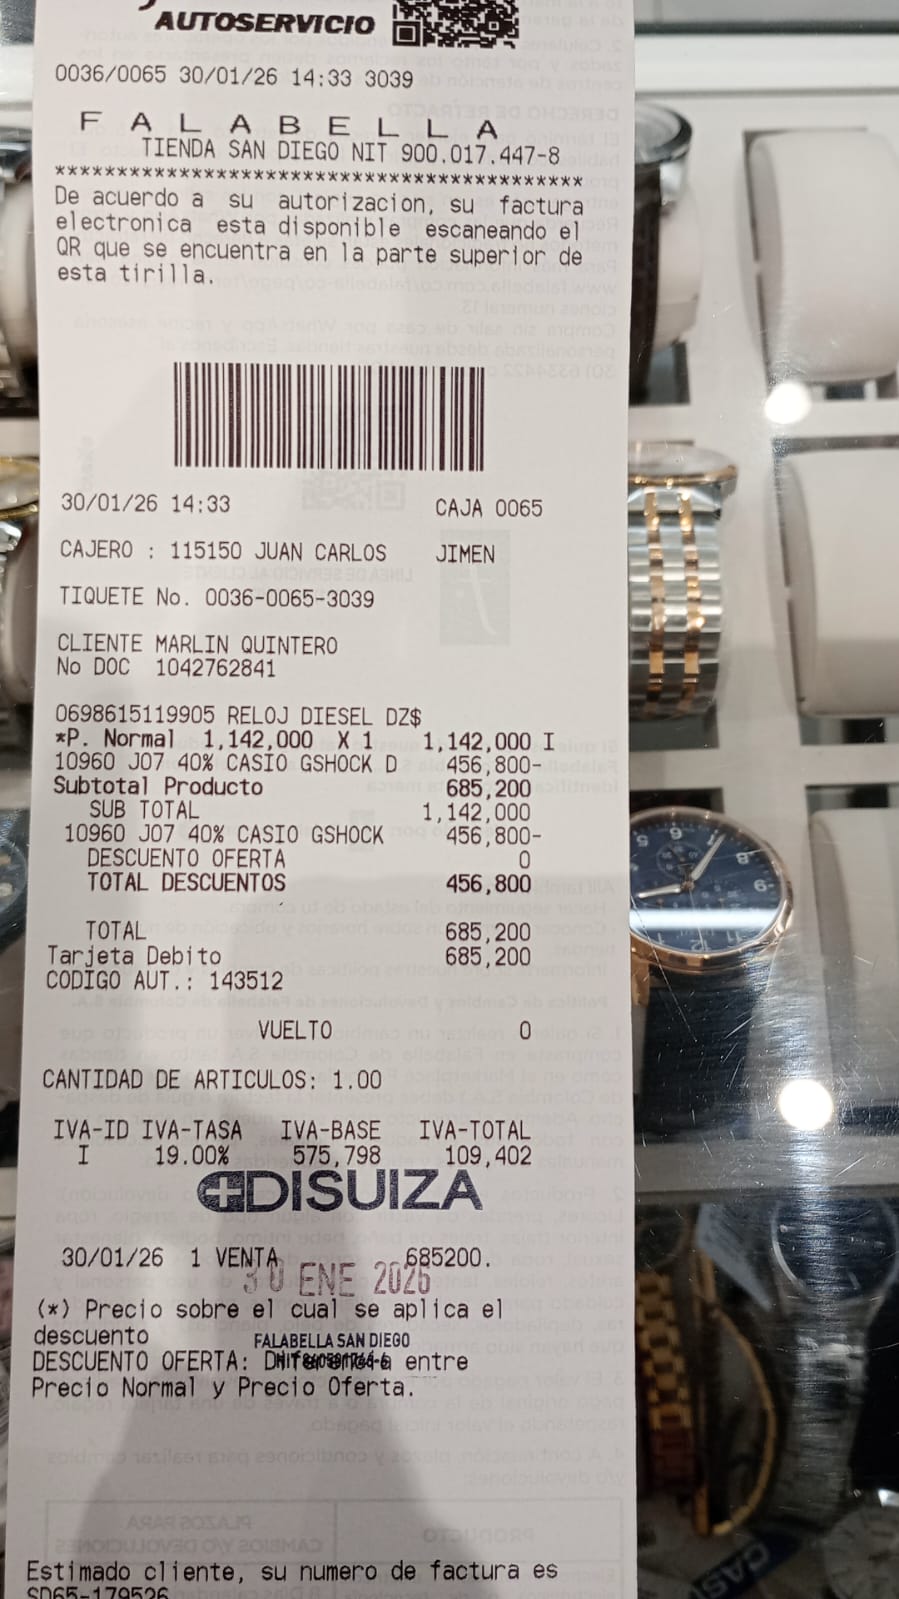 AUTOSERVICIO
0036/0065 30/01/26 14:33 3039
F A L A B E L L A
TIENDA SAN DIEGO NIT 900.017.447-8
*******************************************
De acuerdo a su autorizacion, su factura
electronica esta disponible escaneando el
QR que se encuentra en la parte superior de
esta tirilla.
30/01/26 14:33 CAJA 0065
CAJERO : 115150 JUAN CARLOS JIMEN
TIQUETE No. 0036-0065-3039
CLIENTE MARLIN QUINTERO
No DOC 1042762841
0698615119905 RELOJ DIESEL DZ$
*P. Normal 1,142,000 X 1 1,142,000 I
10960 J07 40% CASIO GSHOCK D 456,800-
Subtotal Producto 685,200
SUB TOTAL 1,142,000
10960 J07 40% CASIO GSHOCK 456,800-
DESCUENTO OFERTA 0
TOTAL DESCUENTOS 456,800
TOTAL 685,200
Tarjeta Debito 685,200
CODIGO AUT.: 143512
VUELTO 0
CANTIDAD DE ARTICULOS: 1.00
IVA-ID IVA-TASA IVA-BASE IVA-TOTAL
I 19.00% 575,798 109,402
DISUIZA
30/01/26 1 VENTA 685200.
30 ENE 2026
(*) Precio sobre el cual se aplica el
descuento
FALABELLA SAN DIEGO
DESCUENTO OFERTA: Diferencia entre
Precio Normal y Precio Oferta.
Estimado cliente, su numero de factura es
SD65-179526